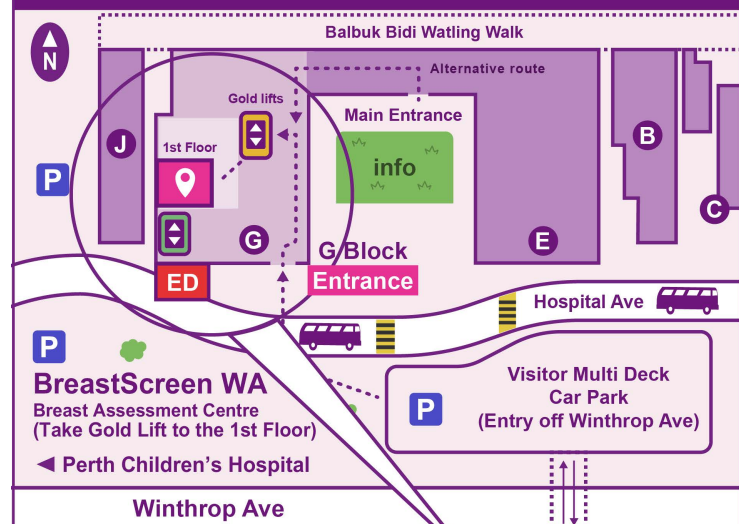 Balbuk Bidi Watling Walk
N
Alternative route
Gold lifts
Main Entrance
J
1st Floor
info
B
P
C
G
E
G Block
Entrance
ED
Hospital Ave
P
BreastScreen WA
Breast Assessment Centre
(Take Gold Lift to the 1st Floor)
Perth Children's Hospital
Visitor Multi Deck
Car Park
(Entry off Winthrop Ave)
P
Winthrop Ave